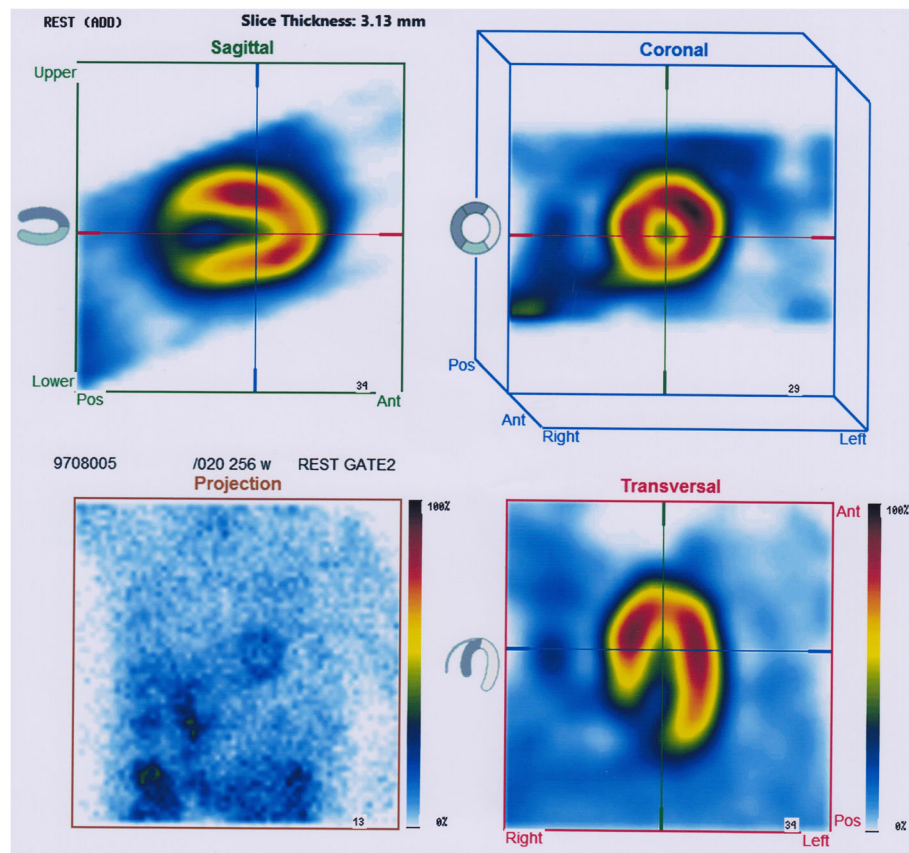 REST (ADD)
Slice Thickness: 3.13 mm
Sagittal
Coronal
Upper
Lower
Pos
34
Ant
Pos
29
Ant
Right
Left
9708005 /020 256 w REST GATE2
Projection
Transversal
100%
100%
Ant
13
0%
34
0%
Pos
Right
Left